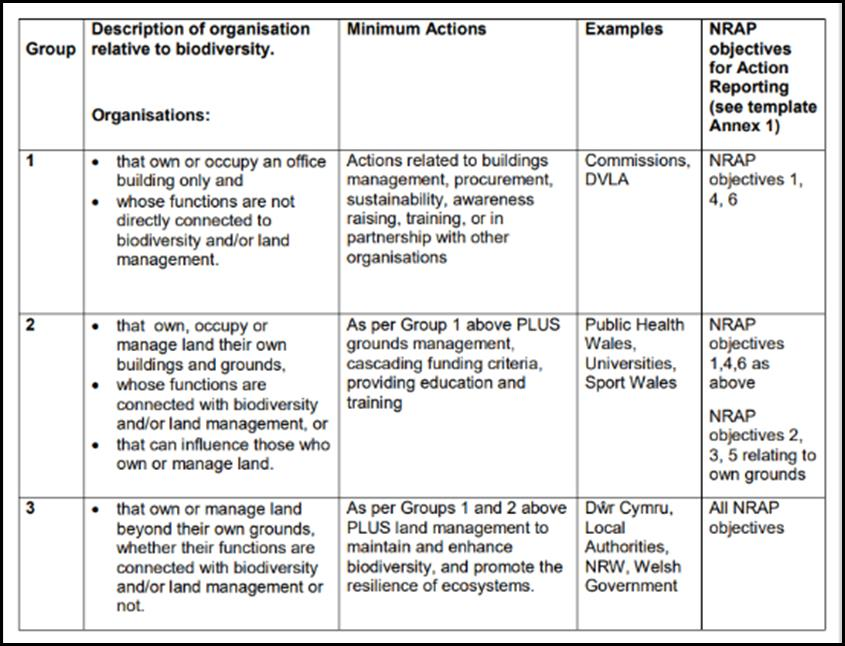 Group
Description of organisation
relative to biodiversity.
Organisations:
Minimum Actions
Examples
NRAP
objectives
for Action
Reporting
(see template
Annex 1)
1
• that own or occupy an office
building only and
• whose functions are not
directly connected to
biodiversity and/or land
management.
Actions related to buildings
management, procurement,
sustainability, awareness
raising, training, or in
partnership with other
organisations
Commissions,
DVLA
NRAP
objectives 1,
4, 6
2
• that own, occupy or
manage land their own
buildings and grounds,
• whose functions are
connected with biodiversity
and/or land management, or
• that can influence those who
own or manage land.
As per Group 1 above PLUS
grounds management,
cascading funding criteria,
providing education and
training
Public Health
Wales,
Universities,
Sport Wales
NRAP
objectives
1,4,6 as
above
NRAP
objectives 2,
3, 5 relating to
own grounds
3
• that own or manage land
beyond their own grounds,
whether their functions are
connected with biodiversity
and/or land management or
not.
As per Groups 1 and 2 above
PLUS land management to
maintain and enhance
biodiversity, and promote the
resilience of ecosystems.
Dŵr Cymru,
Local
Authorities,
NRW, Welsh
Government
All NRAP
objectives